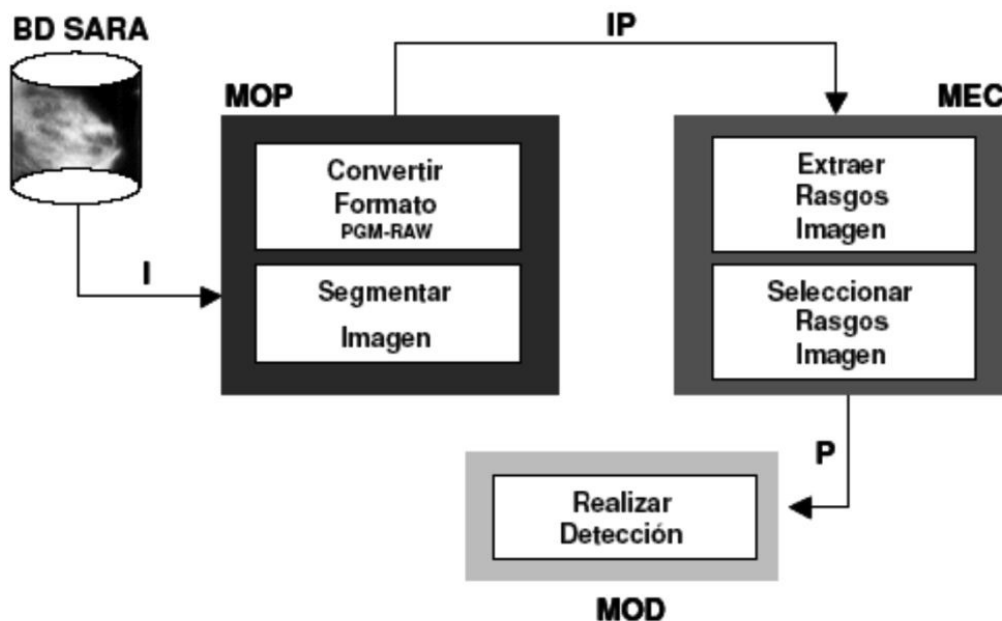 BD SARA
IP
MOP
MEC
Convertir
Formato
PGM-RAW
Segmentar
Imagen
I
Extraer
Rasgos
Imagen
Seleccionar
Rasgos
Imagen
P
Realizar
Detección
MOD